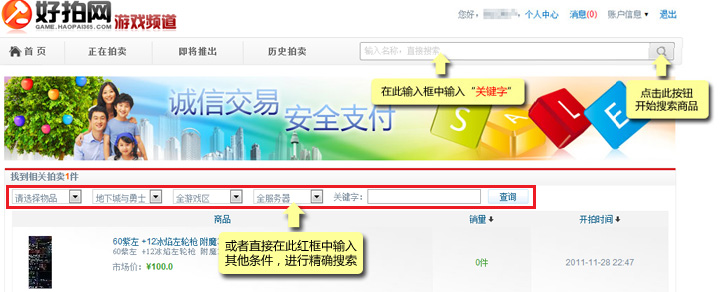 好拍网
GAME.HAOPAI365.COM 游戏频道
您好， ，个人中心 消息(0) 账户信息 退出
首 页 正在拍卖 即将推出 历史拍卖
输入名称，直接搜索
在此输入框中输入“关键字”
点击此按钮
开始搜索商品
诚信交易
安全支付
SALE
找到相关拍卖1件
请选择物品 地下城与勇士 全游戏区 全服务器 关键字： 查询
商品 销量 开拍时间
60紫左 +12冰焰左轮枪 附魔
60紫左 +12冰焰左轮枪 附魔
市场价：¥100.0
0件
2011-11-28 22:47
或者直接在此红框中输入
其他条件，进行精确搜索